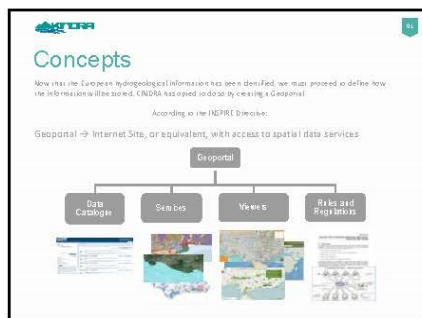 KINDRA
01
Concepts
Now that the European hydrogeological information has been identified, we must proceed to define how
the information will be stored. KINDRA has opted to do so by creating a Geoportal
According to the INSPIRE Directive:
Geoportal → Internet Site, or equivalent, with access to spatial data services
Geoportal
Data
Catalogue
Services
Viewers
Rules and
Regulations